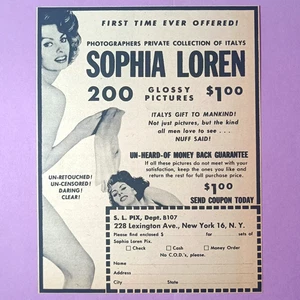 FIRST TIME EVER OFFERED!
PHOTOGRAPHERS PRIVATE COLLECTION OF ITALYS
SOPHIA LOREN
200 GLOSSY PICTURES $1.00
ITALYS GIFT TO MANKIND!
Not just pictures, but the kind
all men love to see . . .
NUFF SAID!
UN-HEARD-OF MONEY BACK GUARANTEE
If all these pictures do not meet with your
satisfaction, keep the ones you like and
return the rest for full purchase price.
UN-RETOUCHED!
UN-CENSORED!
DARING!
CLEAR!
$1.00
SEND COUPON TODAY
S. L. PIX, Dept. B107
228 Lexington Ave., New York 16, N. Y.
Please find enclosed $ for sets of
Sophia Loren Pix.
Check Cash Money Order
No C.O.D.'s, please.
Name
Address
City State